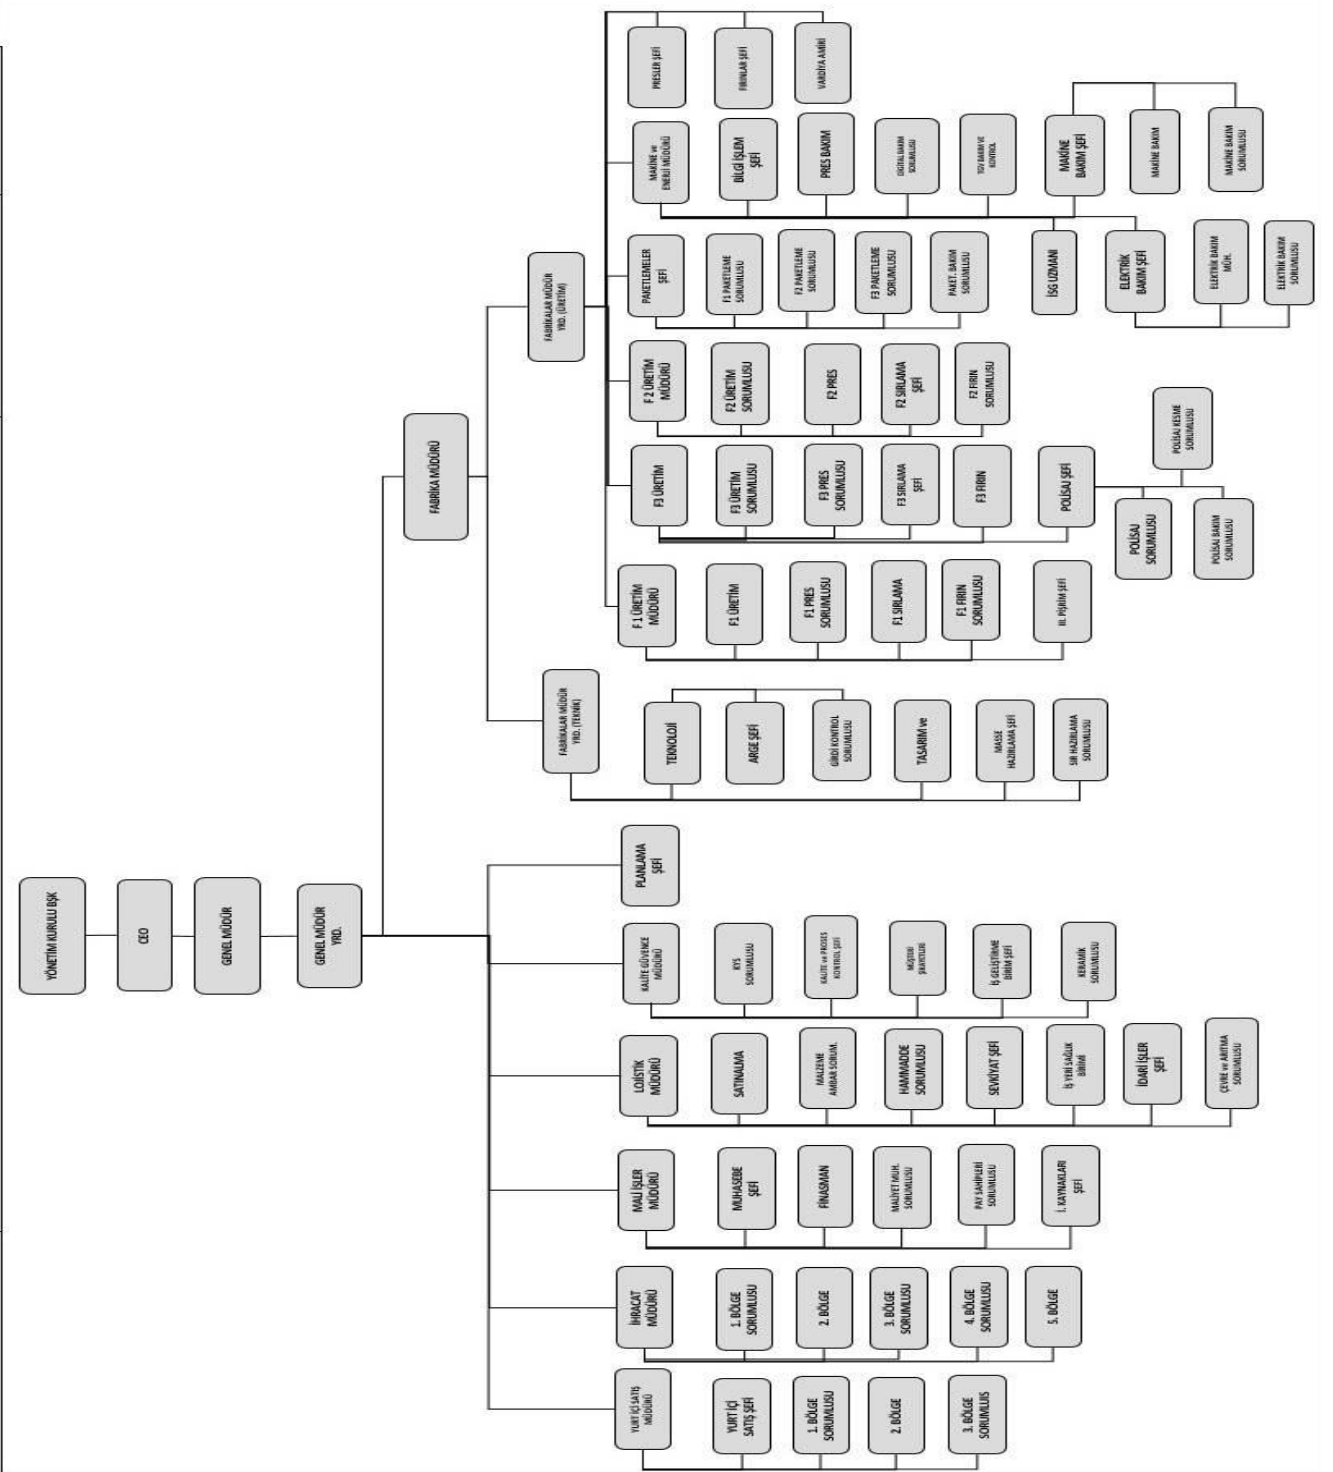 YÖNETİM KURULU BŞK
CEO
GENEL MÜDÜR
GENEL MÜDÜR
YRD.
YURT İÇİ SATIŞ
MÜDÜRÜ
YURT İÇİ
SATIŞ ŞEFİ
1. BÖLGE
SORUMLUSU
2. BÖLGE
3. BÖLGE
SORUMLUIS
İHRACAT
MÜDÜRÜ
1. BÖLGE
SORUMLUSU
2. BÖLGE
3. BÖLGE
SORUMLUSU
4. BÖLGE
SORUMLUSU
5. BÖLGE
MALİ İŞLER
MÜDÜRÜ
MUHASEBE
ŞEFİ
FİNASMAN
MALİYET MUH.
SORUMLUSU
PAY SAHİPLERİ
SORUMLUSU
İ. KAYNAKLARI
ŞEFİ
LOJİSTİK
MÜDÜRÜ
SATINALMA
MALZEME
AMBAR SORUM.
HAMMADDE
SORUMLUSU
SEVKİYAT ŞEFİ
İŞ YERİ SAĞLIK
BİRİMİ
İDARİ İŞLER
ŞEFİ
ÇEVRE ve ARITMA
SORUMLUSU
KALİTE GÜVENCE
MÜDÜRÜ
KYS
SORUMLUSU
KALİTE ve PROSES
KONTROL ŞEFİ
MÜŞTERİ
ŞİKAYETLERİ
İŞ GELİŞTİRME
BİRİM ŞEFİ
KERAMİK
SORUMLUSU
PLANLAMA
ŞEFİ
FABRİKA MÜDÜRÜ
FABRİKALAR MÜDÜR
YRD. (TEKNİK)
TEKNOLOJİ
ARGE ŞEFİ
GİRDİ KONTROL
SORUMLUSU
TASARIM ve
MASSE
HAZIRLAMA ŞEFİ
SIR HAZIRLAMA
SORUMLUSU
FABRİKALAR MÜDÜR
YRD. (ÜRETİM)
F 1 ÜRETİM
MÜDÜRÜ
F1 ÜRETİM
F1 PRES
SORUMLUSU
F1 SIRLAMA
F1 FIRIN
SORUMLUSU
III. PİŞİRİM ŞEFİ
F3 ÜRETİM
F3 ÜRETİM
SORUMLUSU
F3 PRES
SORUMLUSU
F3 SIRLAMA
ŞEFİ
F3 FIRIN
POLİSAJ ŞEFİ
POLİSAJ
SORUMLUSU
POLİSAJ KESME
SORUMLUSU
POLİSAJ BAKIM
SORUMLUSU
F 2 ÜRETİM
MÜDÜRÜ
F2 ÜRETİM
SORUMLUSU
F2 PRES
F2 SIRLAMA
ŞEFİ
F2 FIRIN
SORUMLUSU
PAKETLEMELER
ŞEFİ
F1 PAKETLEME
SORUMLUSU
F2 PAKETLEME
SORUMLUSU
F3 PAKETLEME
SORUMLUSU
PAKET. BAKIM
SORUMLUSU
MAKİNE ve
ENERJİ MÜDÜRÜ
BİLGİ İŞLEM
ŞEFİ
PRES BAKIM
DİGİTAL BAKIM
SORUMLUSU
TGV BAKIM VE
KONTROL
İSG UZMANI
MAKİNE
BAKIM ŞEFİ
MAKİNE BAKIM
MAKİNE BAKIM
SORUMLUSU
ELEKTRİK
BAKIM ŞEFİ
ELEKTRİK BAKIM
MÜH.
ELEKTRİK BAKIM
SORUMLUSU
PRESLER ŞEFİ
FIRINLAR ŞEFİ
VARDİYA AMİRİ